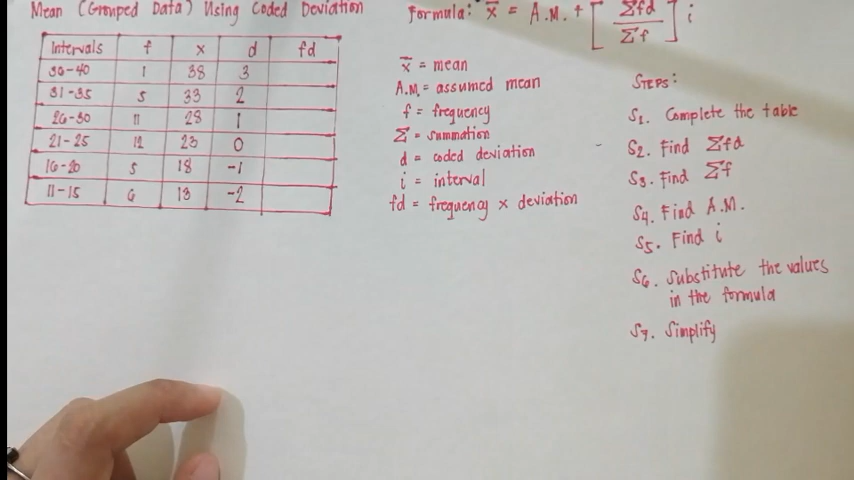 Mean (Grouped Data) Using Coded Deviation
Formula: x̄ = A.M. + [ Σfd / Σf ] i
Intervals f x d fd
36-40 1 38 3
31-35 5 33 2
26-30 11 28 1
21-25 12 23 0
16-20 5 18 -1
11-15 6 13 -2
x̄ = mean
A.M. = assumed mean
f = frequency
Σ = summation
d = coded deviation
i = interval
fd = frequency x deviation
STEPS:
S1. Complete the table
S2. Find Σfd
S3. Find Σf
S4. Find A.M.
S5. Find i
S6. Substitute the values
in the formula
S7. Simplify